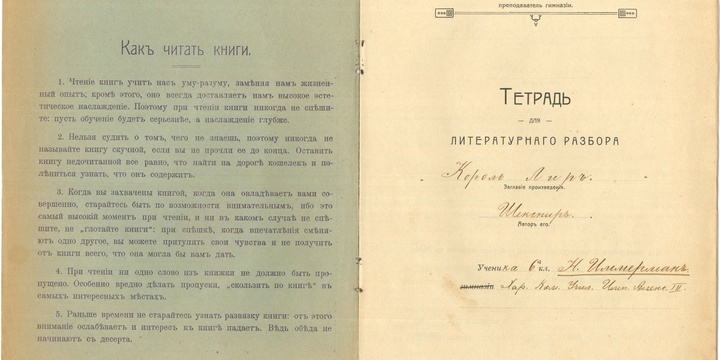 Какъ читать книги.
1. Чтеніе книгъ учитъ насъ уму-разуму, замѣняя намъ жизнен-
ный опытъ; кромѣ этого, оно всегда доставляетъ намъ высокое эсте-
тическое наслажденіе. Поэтому при чтеніи книги никогда не спѣши-
те: пусть обученіе будетъ серьезнѣе, а наслажденіе глубже.
2. Нельзя судить о томъ, чего не знаешь, поэтому никогда не
называйте книгу скучной, если вы не прочли ее до конца. Оставить
книгу недочитанной все равно, что найти на дорогѣ кошелекъ и по-
лѣниться узнать, что онъ содержитъ.
3. Когда вы захвачены книгой, когда она овладѣваетъ вами со-
вершенно, старайтесь быть по возможности внимательнымъ, ибо это
самый высокій моментъ при чтеніи, и ни въ какомъ случаѣ не спѣ-
шите, не „глотайте книги“: при спѣшкѣ, когда впечатлѣнія смѣня-
ютъ одно другое, вы можете притупить свои чувства и не получить
отъ книги всего, что она могла бы вамъ дать.
4. При чтеніи ни одно слово изъ книжки не должно быть про-
пущено. Особенно вредно дѣлать пропуски, „скользить по книгѣ“ въ
самыхъ интересныхъ мѣстахъ.
5. Раньше времени не старайтесь узнать развязку книги: отъ этого
вниманіе ослабѣваетъ и интересъ къ книгѣ падаетъ. Вѣдь обѣда не
начинаютъ съ десерта.
преподаватель гимназіи.
Тетрадь
— для —
литературнаго разбора
Король Лиръ.
Заглавіе произведенія.
Шекспиръ.
Авторъ его.
Ученика 6 кл. Н. Циммерманъ
гимназіи Хар. Ком. Учил. Имп. Алекс. III.